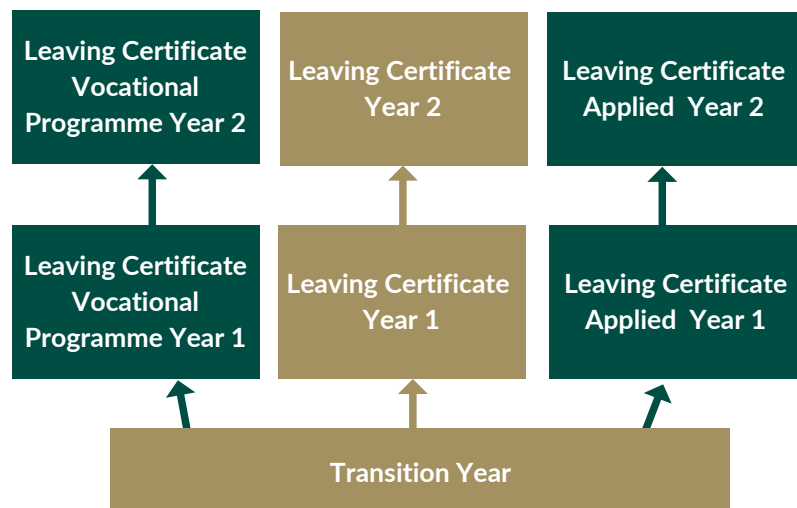 Leaving Certificate
Vocational
Programme Year 2
Leaving Certificate
Year 2
Leaving Certificate
Applied  Year 2
Leaving Certificate
Vocational
Programme Year 1
Leaving Certificate
Year 1
Leaving Certificate
Applied  Year 1
Transition Year